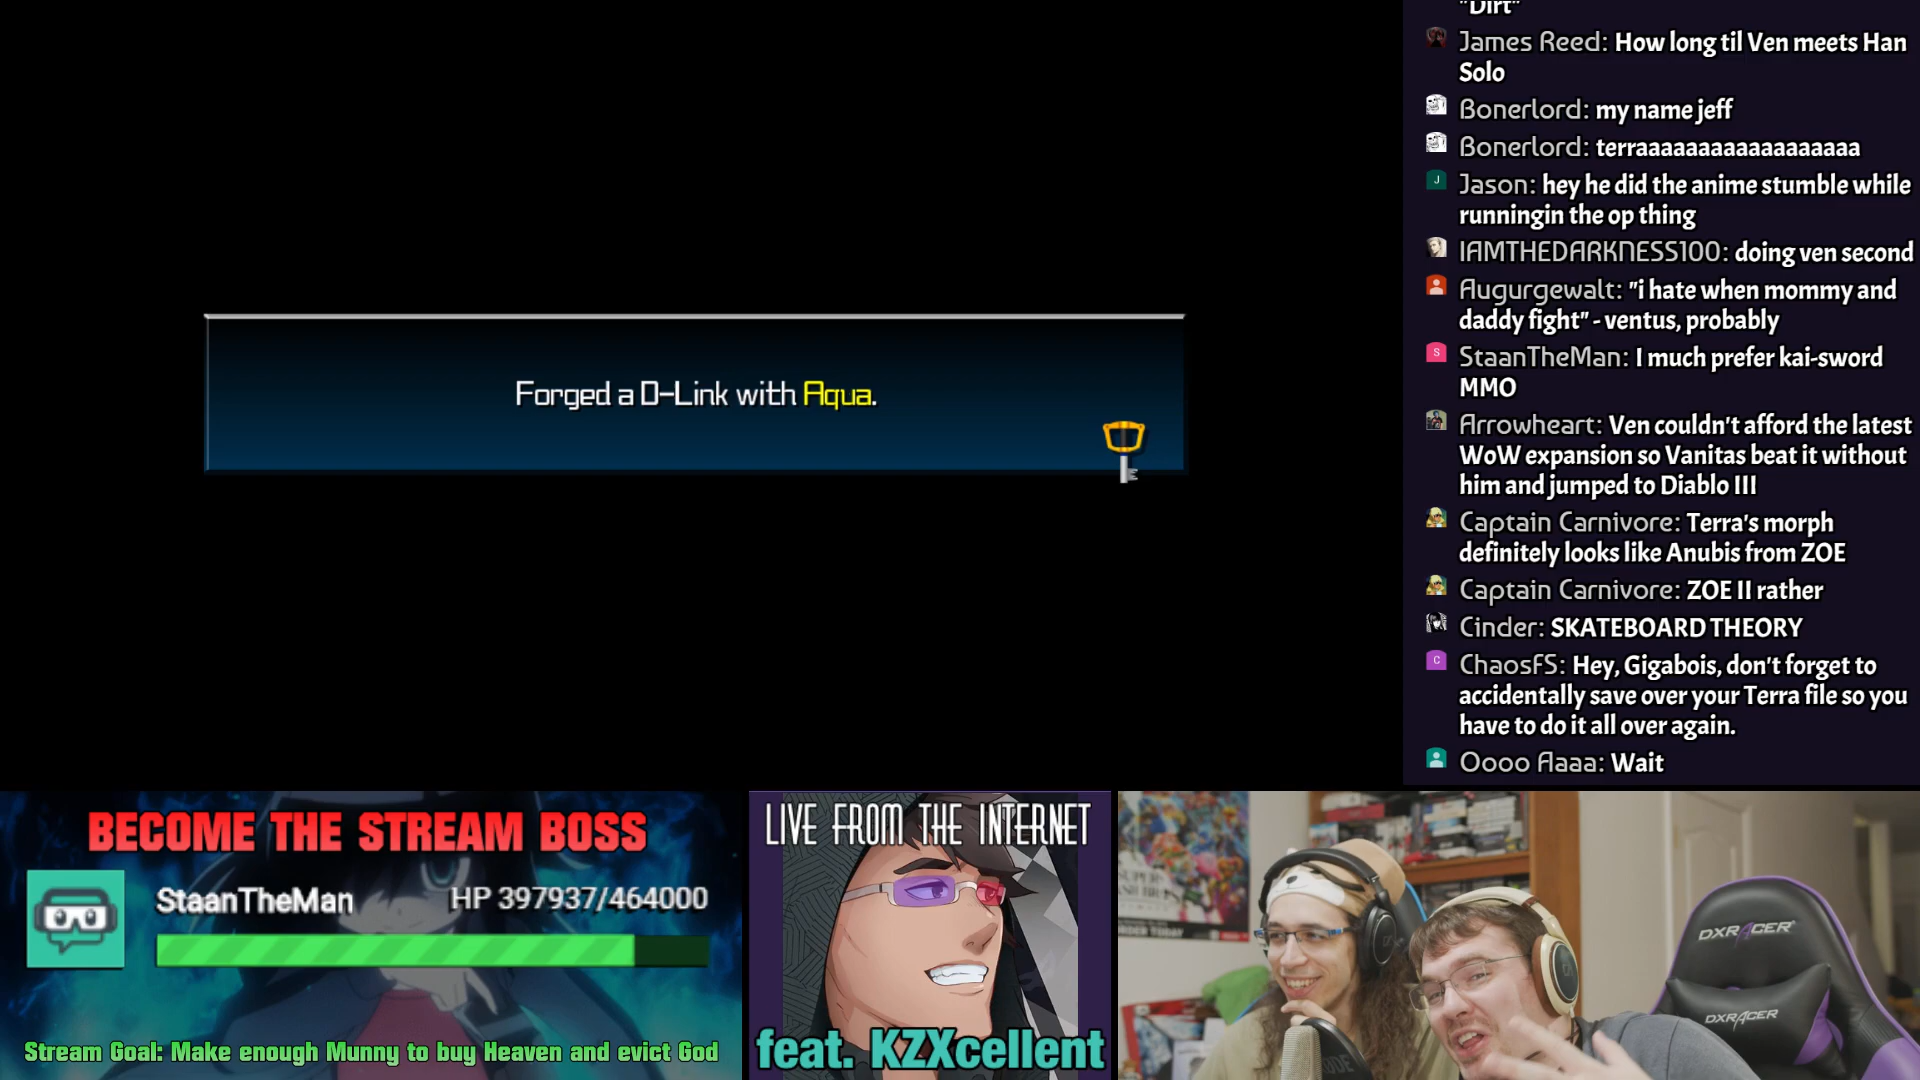 Forged a D-Link with Aqua.
"Dirt"
James Reed: How long til Ven meets Han
Solo
Bonerlord: my name jeff
Bonerlord: terraaaaaaaaaaaaaaaaaa
J
Jason: hey he did the anime stumble while
runningin the op thing
IAMTHEDARKNESS100: doing ven second
Augurgewalt: "i hate when mommy and
daddy fight" - ventus, probably
S
StaanTheMan: I much prefer kai-sword
MMO
Arrowheart: Ven couldn't afford the latest
WoW expansion so Vanitas beat it without
him and jumped to Diablo III!
Captain Carnivore: Terra's morph
definitely looks like Anubis from ZOE
Captain Carnivore: ZOE II rather
Cinder: SKATEBOARD THEORY
C
ChaosFS: Hey, Gigabois, don't forget to
accidentally save over your Terra file so you
have to do it all over again.
Oooo Aaaa: Wait
BECOME THE STREAM BOSS
StaanTheMan HP 397937/464000
Stream Goal: Make enough Munny to buy Heaven and evict God
LIVE FROM THE INTERNET
feat. KZXcellent
DXRACER
DXRACER